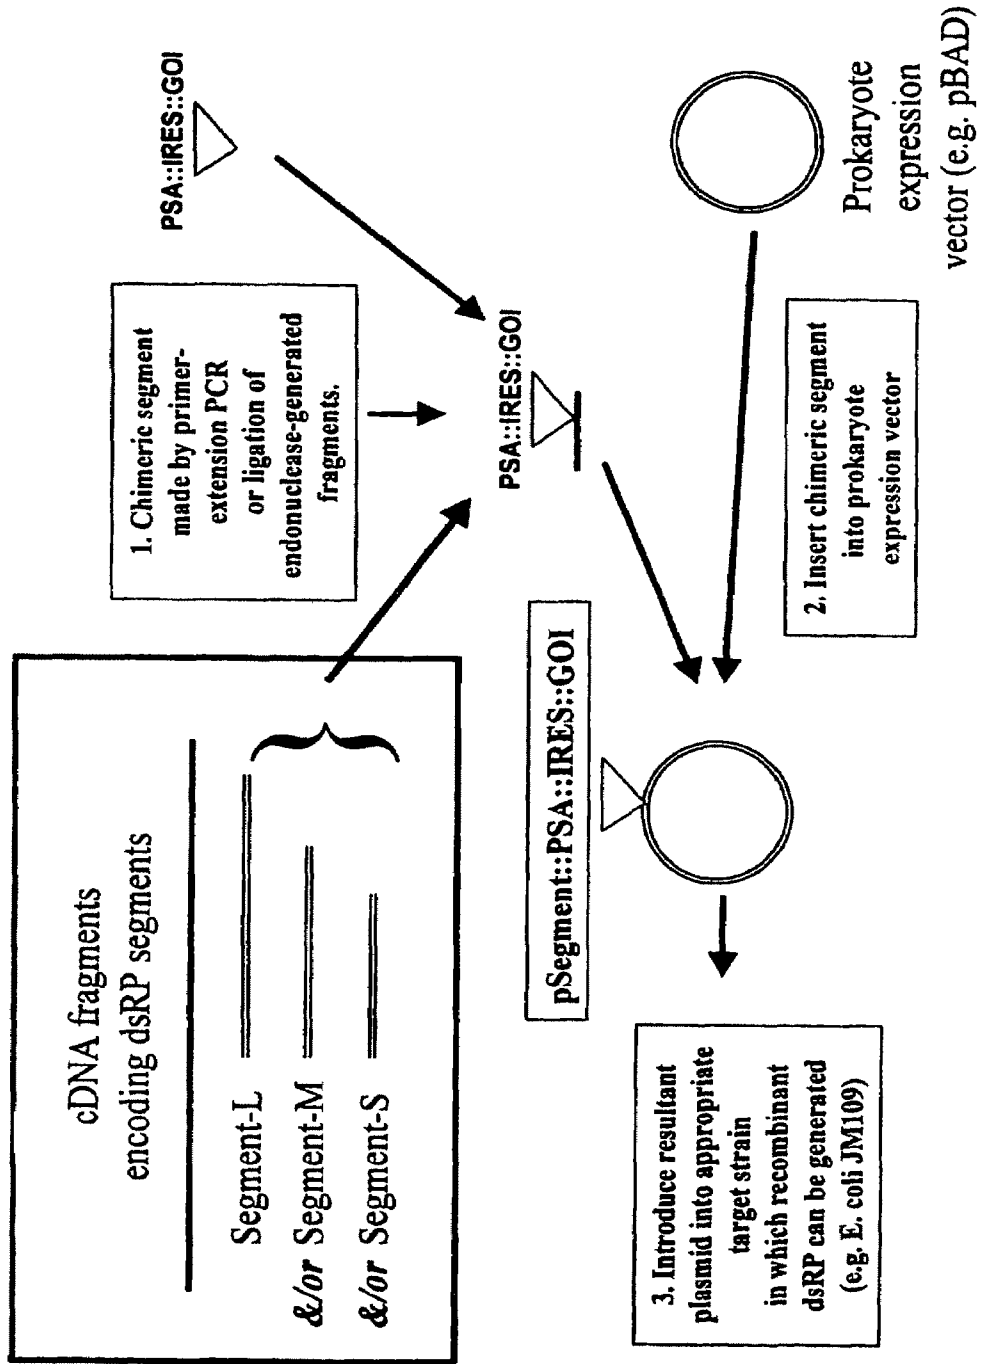 cDNA fragments
encoding dsRP segments
Segment-L
&/or Segment-M
&/or Segment-S
1. Chimeric segment
made by primer-
extension PCR
or ligation of
endonuclease-generated
fragments.
PSA::IRES::GOI
PSA::IRES::GOI
pSegment::PSA::IRES::GOI
3. Introduce resultant
plasmid into appropriate
target strain
in which recombinant
dsRP can be generated
(e.g. E. coli JM109)
2. Insert chimeric segment
into prokaryote
expression vector
Prokaryote
expression
vector (e.g. pBAD)